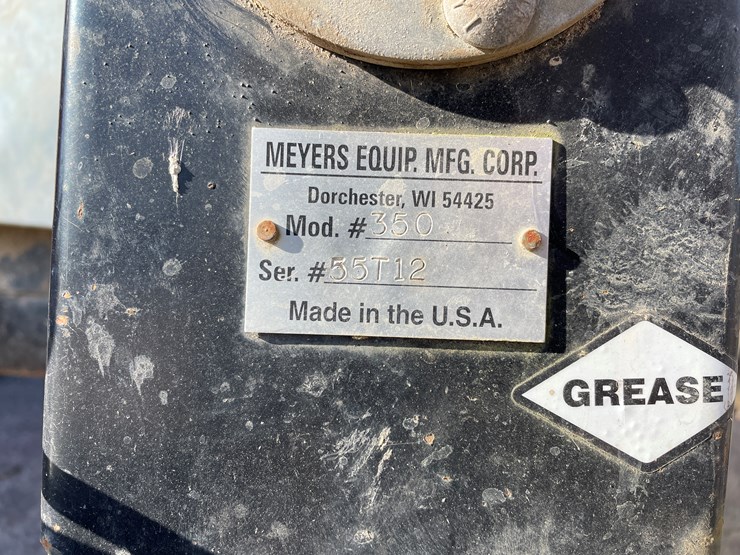 MEYERS EQUIP. MFG. CORP.
Dorchester, WI 54425
Mod. # 350
Ser. # 55T12
Made in the U.S.A.
GREASE